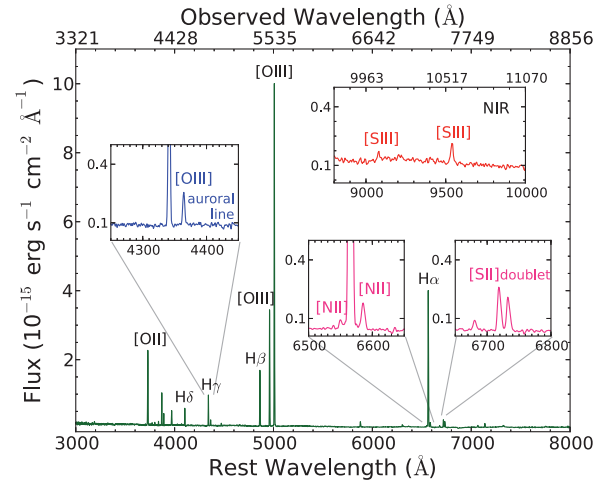 Observed Wavelength (Å)
3321 4428 5535 6642 7749 8856
Flux (10⁻¹⁵ erg s⁻¹ cm⁻² Å⁻¹)
10
8
6
4
2
[OIII]
9963 10517 11070
NIR
0.4
[SIII]
[SIII]
0.1
9000 9500 10000
0.4
[OIII]
auroral
line
0.1
4300 4400
0.4
[NII]
[NII]
0.1
6500 6600
0.4
[SII] doublet
0.1
6700 6800
Hα
[OIII]
[OII]
Hβ
Hγ
Hδ
3000 4000 5000 6000 7000 8000
Rest Wavelength (Å)